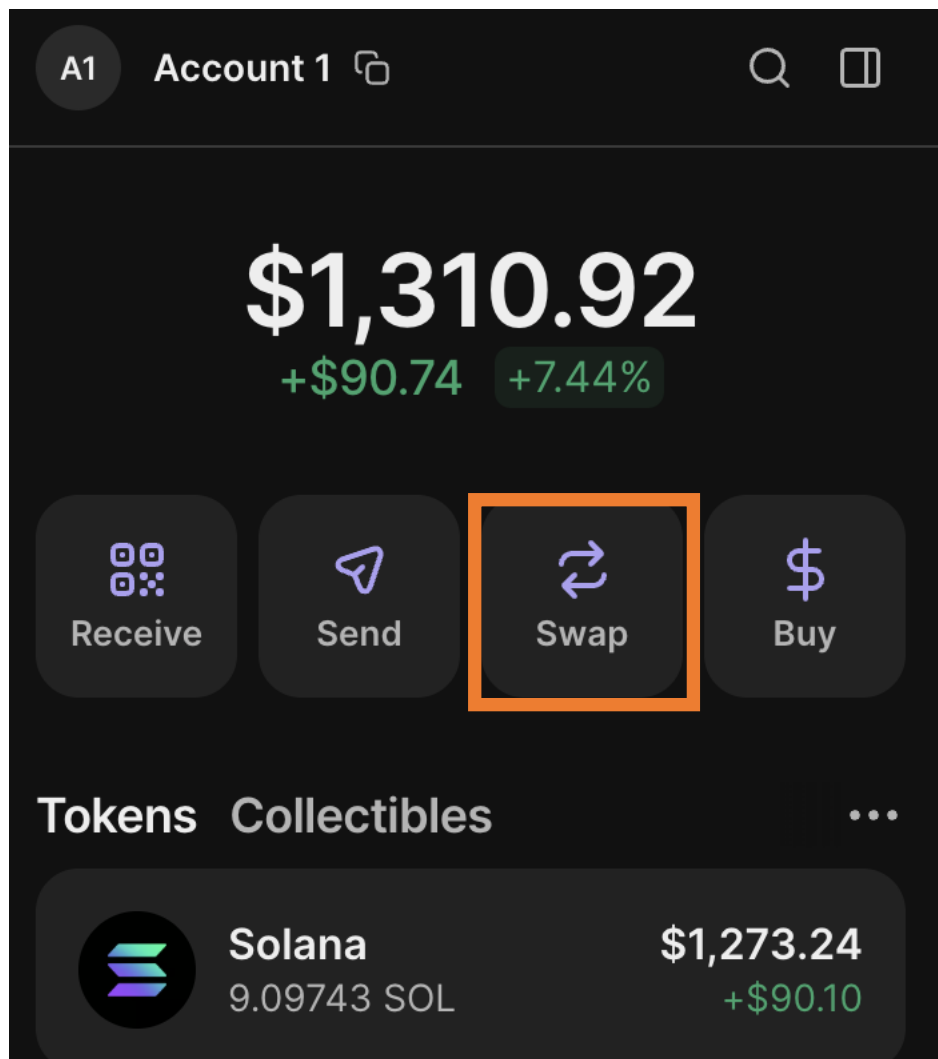 A1 Account 1
$1,310.92
+$90.74 +7.44%
Receive Send Swap Buy
Tokens Collectibles
Solana $1,273.24
9.09743 SOL +$90.10